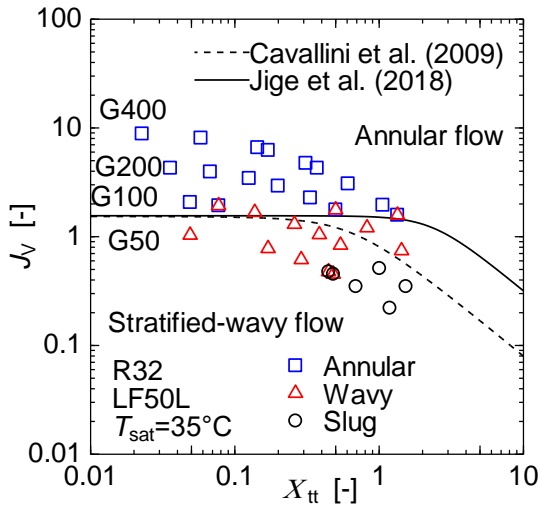 100
Cavallini et al. (2009)
Jige et al. (2018)
G400
Annular flow
10
G200
G100
1
G50
J_V [-]
0.1
Stratified-wavy flow
R32
LF50L
T_sat=35°C
Annular
Wavy
Slug
0.01
0.01 0.1 1 10
X_tt [-]